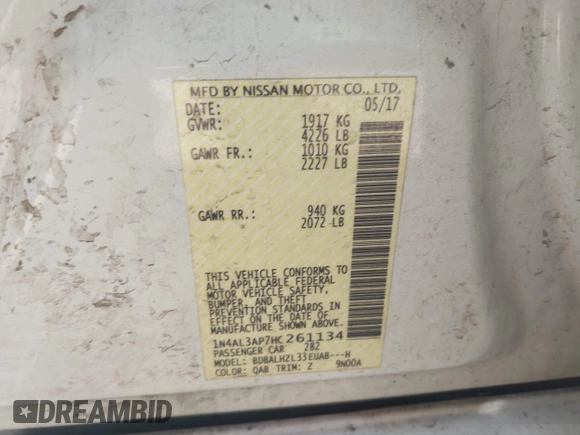 MFD BY NISSAN MOTOR CO., LTD.
DATE: 05/17
GVWR: 1917 KG
4226 LB
GAWR FR.: 1010 KG
2227 LB
GAWR RR.: 940 KG
2072 LB
THIS VEHICLE CONFORMS TO
ALL APPLICABLE FEDERAL
MOTOR VEHICLE SAFETY,
BUMPER, AND THEFT
PREVENTION STANDARDS IN
EFFECT ON THE DATE OF
MANUFACTURE SHOWN ABOVE.
1N4AL3AP7HC261134
PASSENGER CAR 282
MODEL: BDBALHZL33EUAB---H
COLOR: QAB TRIM: Z 9N00A
DREAMBID